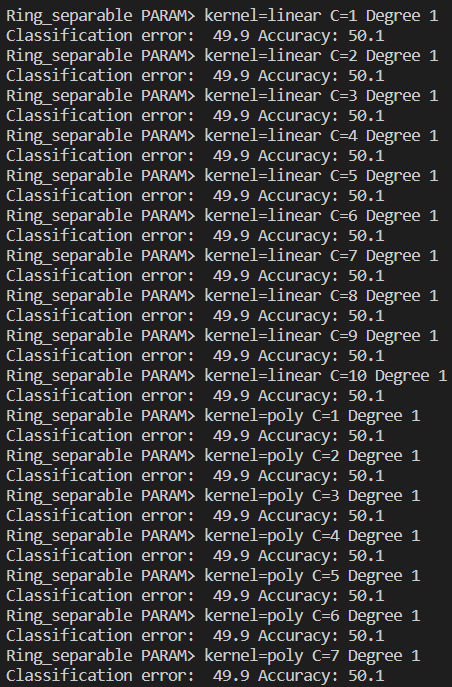 Ring_separable PARAM> kernel=linear C=1 Degree 1
Classification error:  49.9 Accuracy: 50.1
Ring_separable PARAM> kernel=linear C=2 Degree 1
Classification error:  49.9 Accuracy: 50.1
Ring_separable PARAM> kernel=linear C=3 Degree 1
Classification error:  49.9 Accuracy: 50.1
Ring_separable PARAM> kernel=linear C=4 Degree 1
Classification error:  49.9 Accuracy: 50.1
Ring_separable PARAM> kernel=linear C=5 Degree 1
Classification error:  49.9 Accuracy: 50.1
Ring_separable PARAM> kernel=linear C=6 Degree 1
Classification error:  49.9 Accuracy: 50.1
Ring_separable PARAM> kernel=linear C=7 Degree 1
Classification error:  49.9 Accuracy: 50.1
Ring_separable PARAM> kernel=linear C=8 Degree 1
Classification error:  49.9 Accuracy: 50.1
Ring_separable PARAM> kernel=linear C=9 Degree 1
Classification error:  49.9 Accuracy: 50.1
Ring_separable PARAM> kernel=linear C=10 Degree 1
Classification error:  49.9 Accuracy: 50.1
Ring_separable PARAM> kernel=poly C=1 Degree 1
Classification error:  49.9 Accuracy: 50.1
Ring_separable PARAM> kernel=poly C=2 Degree 1
Classification error:  49.9 Accuracy: 50.1
Ring_separable PARAM> kernel=poly C=3 Degree 1
Classification error:  49.9 Accuracy: 50.1
Ring_separable PARAM> kernel=poly C=4 Degree 1
Classification error:  49.9 Accuracy: 50.1
Ring_separable PARAM> kernel=poly C=5 Degree 1
Classification error:  49.9 Accuracy: 50.1
Ring_separable PARAM> kernel=poly C=6 Degree 1
Classification error:  49.9 Accuracy: 50.1
Ring_separable PARAM> kernel=poly C=7 Degree 1
Classification error:  49.9 Accuracy: 50.1